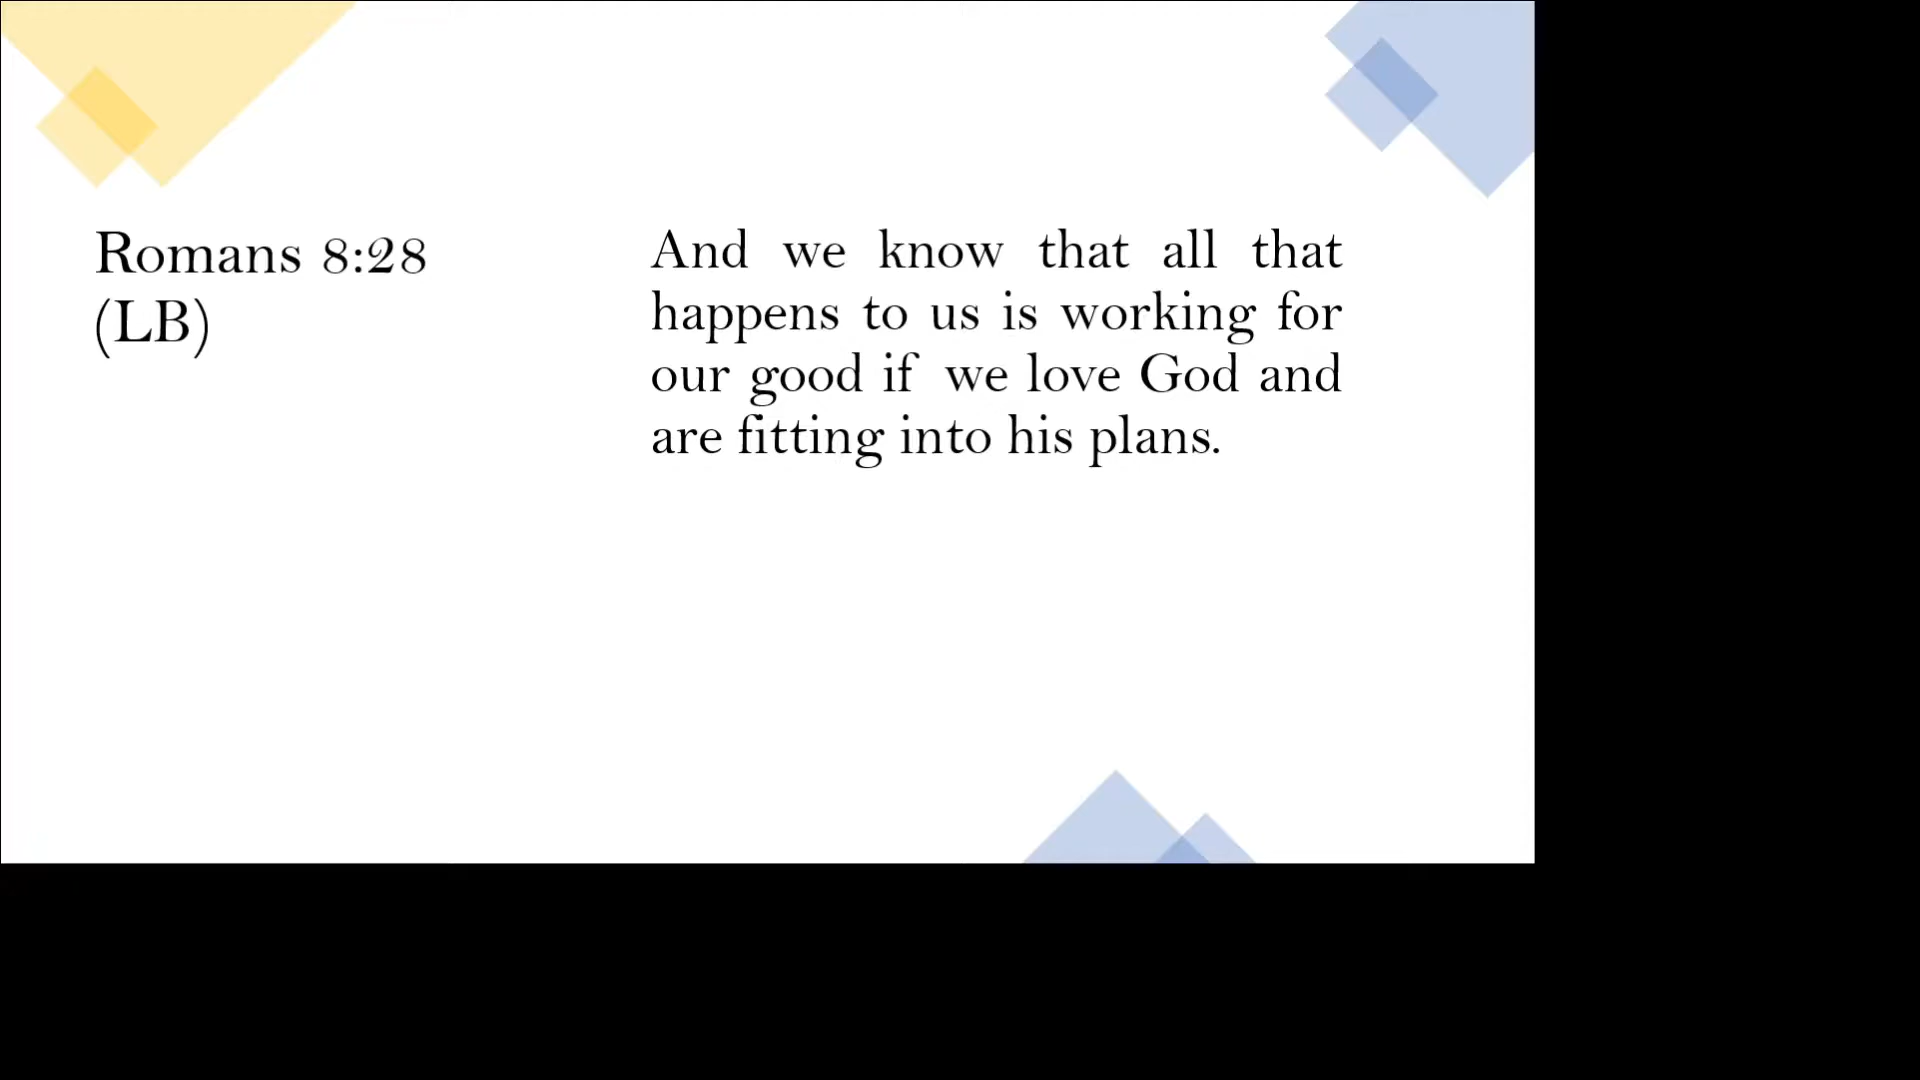 Romans 8:28
(LB)
And we know that all that
happens to us is working for
our good if we love God and
are fitting into his plans.